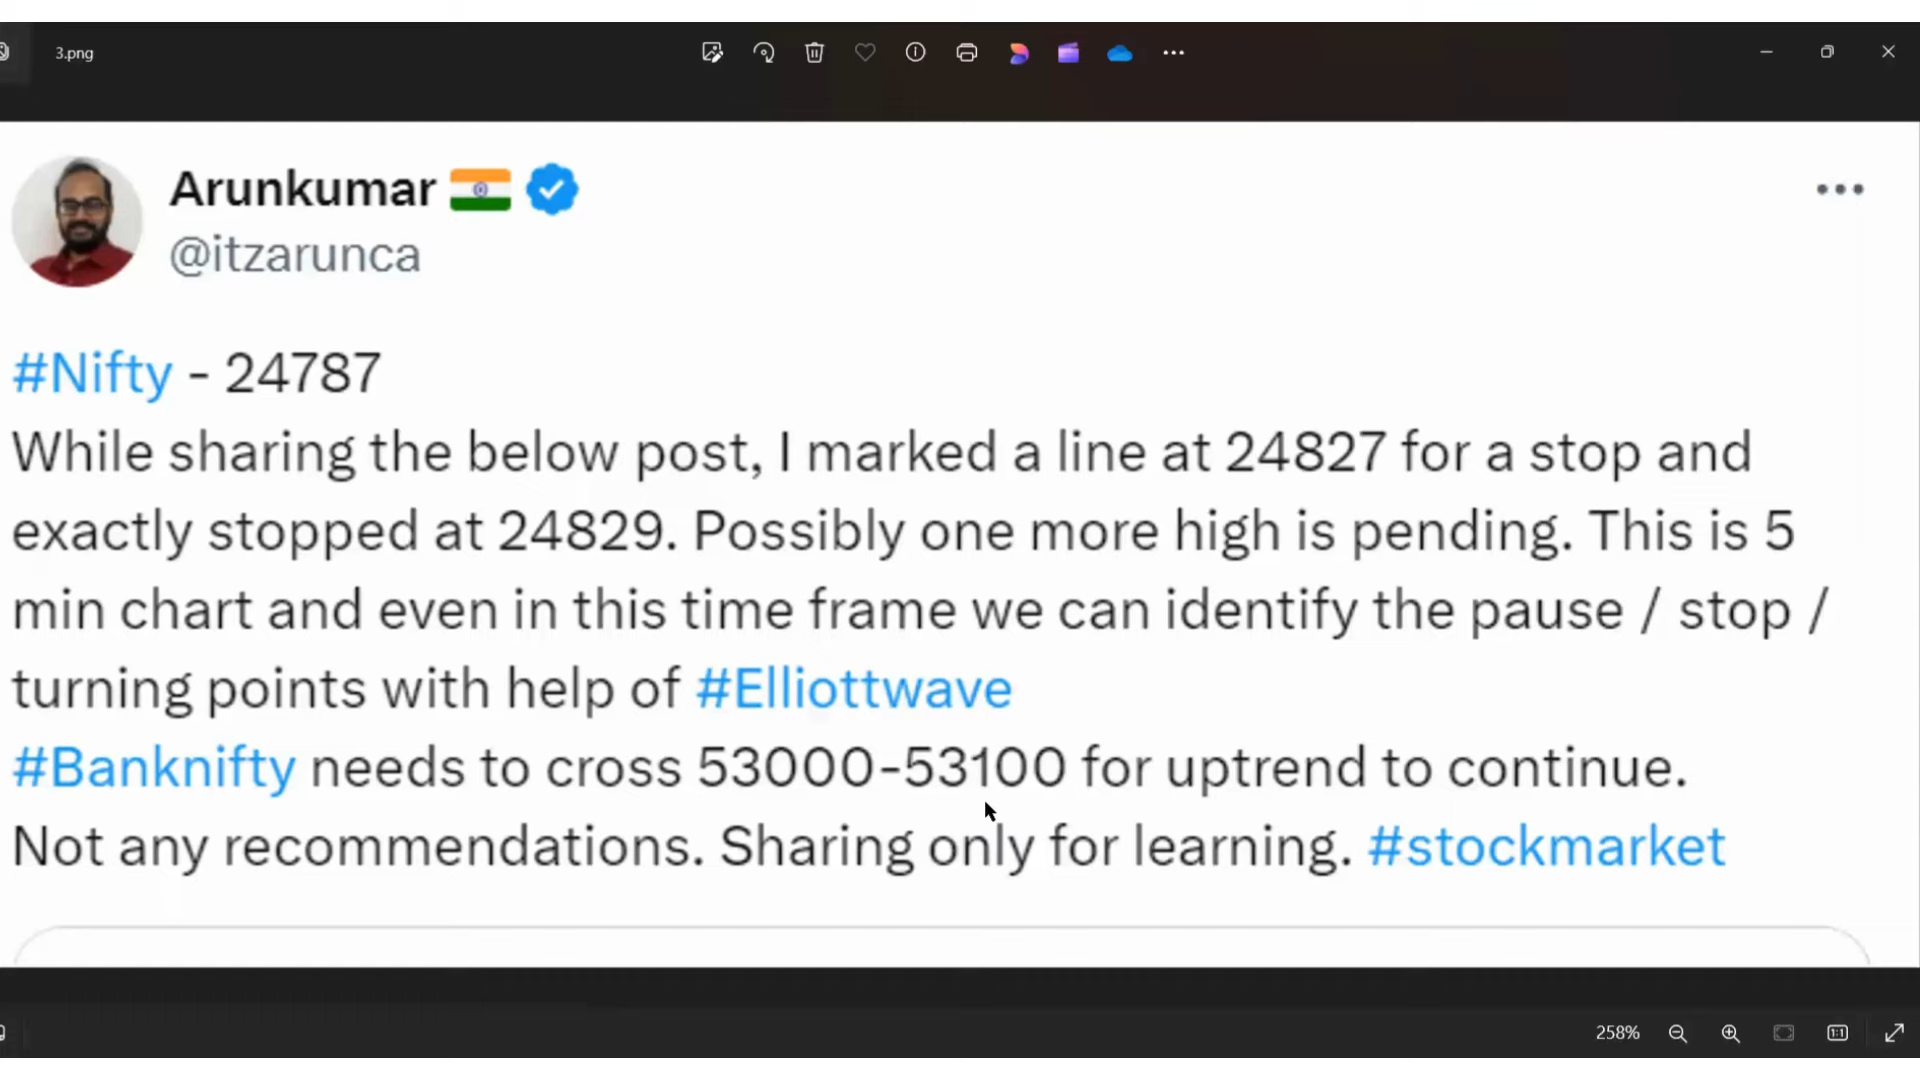 3.png
Arunkumar
@itzarunca
#Nifty - 24787
While sharing the below post, I marked a line at 24827 for a stop and
exactly stopped at 24829. Possibly one more high is pending. This is 5
min chart and even in this time frame we can identify the pause / stop /
turning points with help of #Elliottwave
#Banknifty needs to cross 53000-53100 for uptrend to continue.
Not any recommendations. Sharing only for learning. #stockmarket
258%
1:1